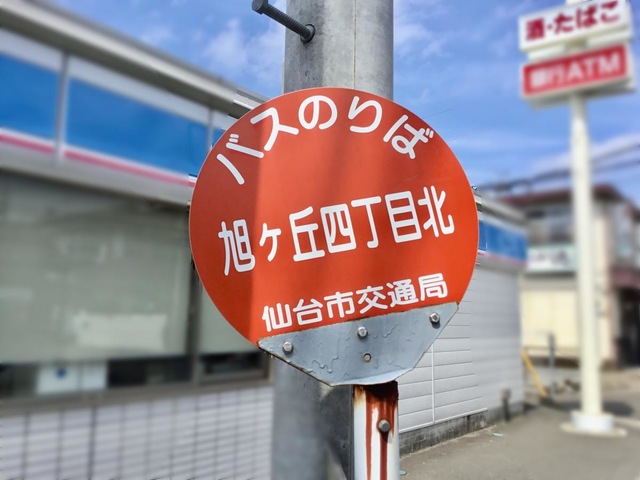 バスのりば
旭ヶ丘四丁目北
仙台市交通局
酒・たばこ
銀行ATM